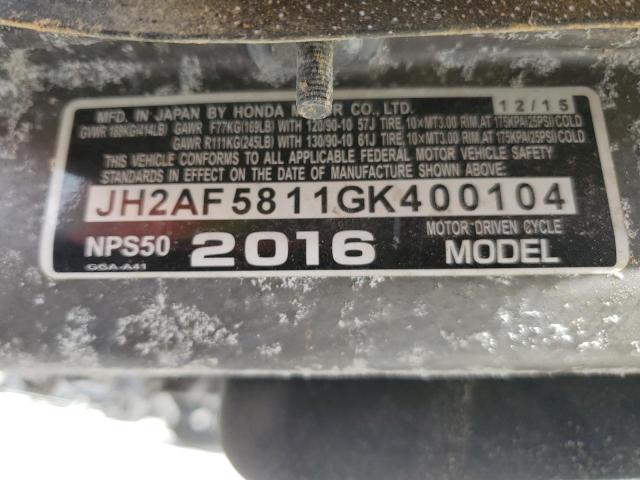 MFD. IN JAPAN BY HONDA M R CO., LTD. 12/15
GVWR 188KG(414LB) GAWR F77KG(169LB) WITH 120/90-10 57J TIRE, 10×MT3.00 RIM, AT 175KPA(25PSI) COLD
GAWR R111KG(245LB) WITH 130/90-10 61J TIRE, 10×MT3.00 RIM, AT 175KPA(25PSI) COLD
THIS VEHICLE CONFORMS TO ALL APPLICABLE FEDERAL MOTOR VEHICLE SAFETY
STANDARDS IN EFFECT ON THE DATE OF MANUFACTURE SHOWN ABOVE.
JH2AF5811GK400104
NPS50 2016 MOTOR DRIVEN CYCLE
GGA-A41 MODEL